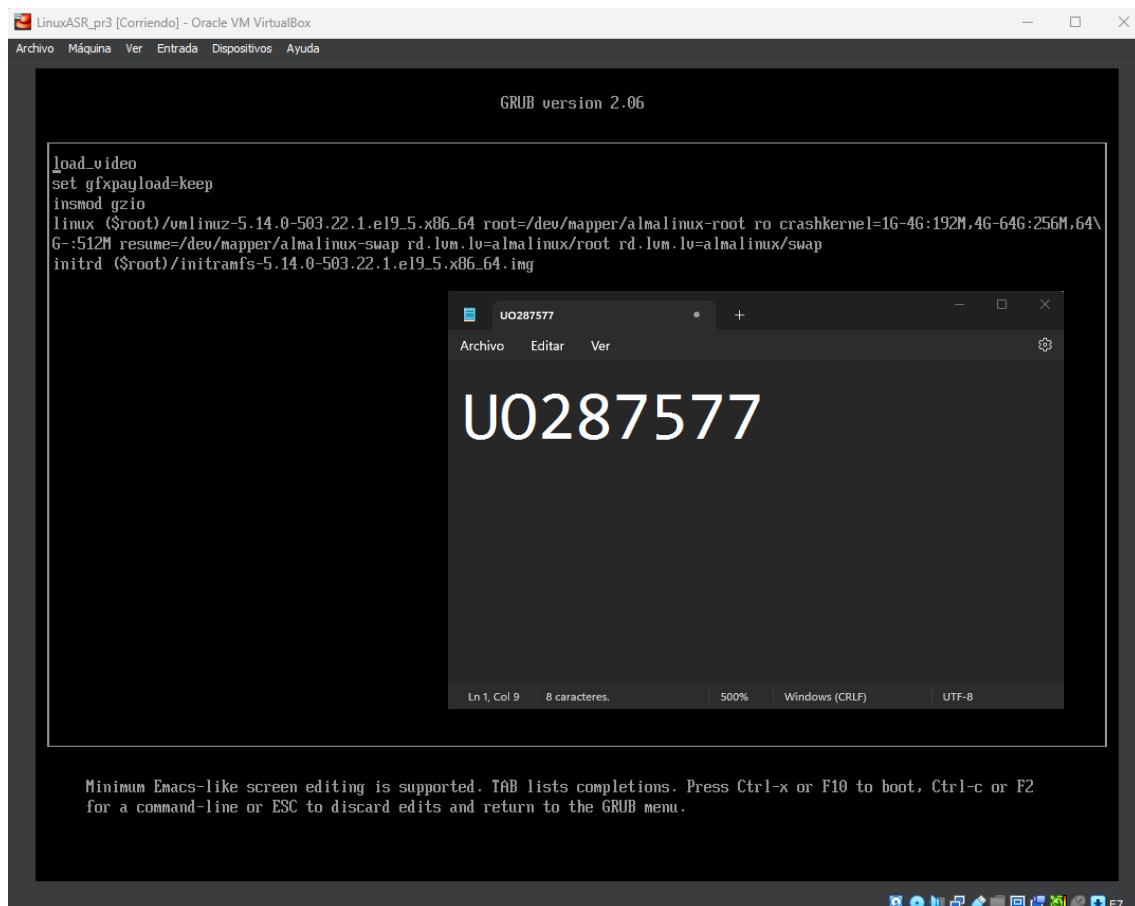 LinuxASR_pr3 [Corriendo] - Oracle VM VirtualBox
Archivo Máquina Ver Entrada Dispositivos Ayuda
GRUB version 2.06
load_video
set gfxpayload=keep
insmod gzio
linux ($root)/vmlinuz-5.14.0-503.22.1.el9_5.x86_64 root=/dev/mapper/almalinux-root ro crashkernel=1G-4G:192M,4G-64G:256M,64\
G-:512M resume=/dev/mapper/almalinux-swap rd.lvm.lv=almalinux/root rd.lvm.lv=almalinux/swap
initrd ($root)/initramfs-5.14.0-503.22.1.el9_5.x86_64.img
UO287577
Archivo Editar Ver
UO287577
Ln 1, Col 9 8 caracteres. 500% Windows (CRLF) UTF-8
Minimum Emacs-like screen editing is supported. TAB lists completions. Press Ctrl-x or F10 to boot, Ctrl-c or F2
for a command-line or ESC to discard edits and return to the GRUB menu.